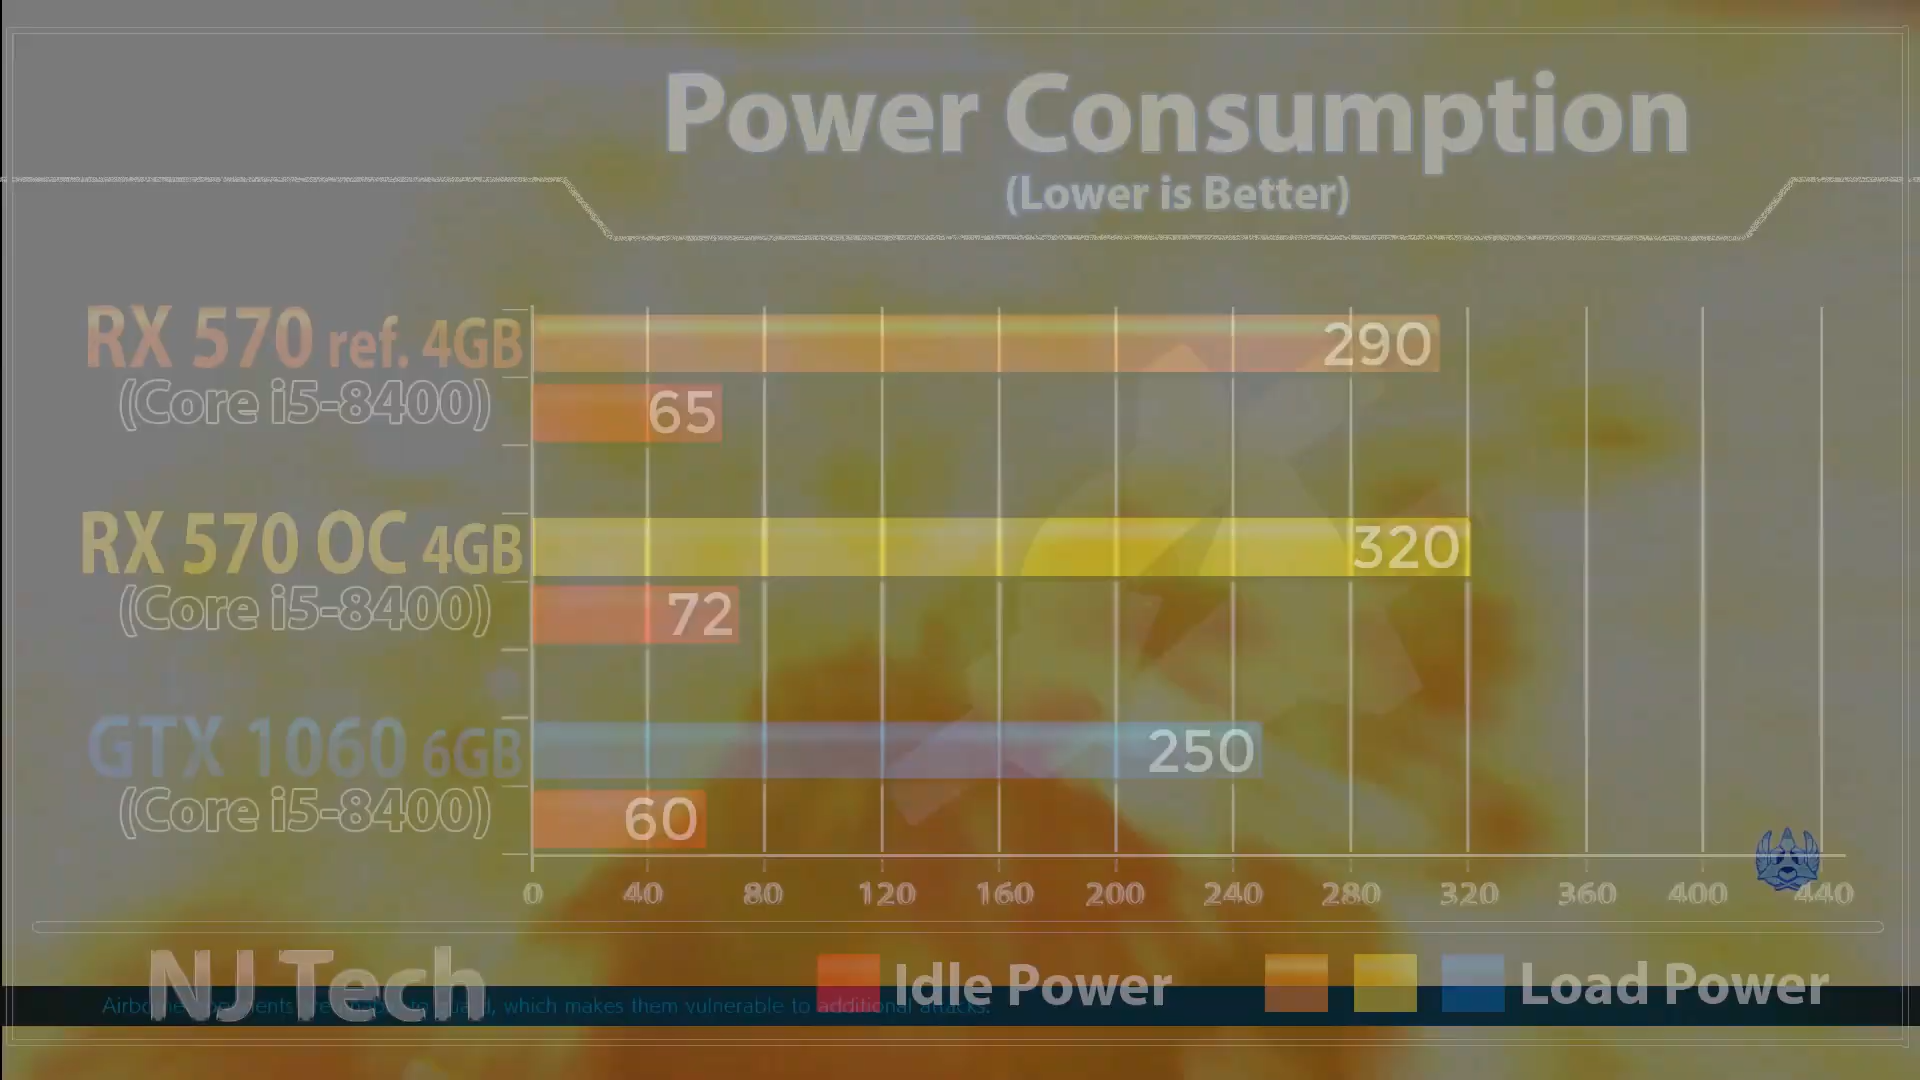 Power Consumption
(Lower is Better)
RX 570 ref. 4GB
(Core i5-8400)
290
65
RX 570 OC 4GB
(Core i5-8400)
320
72
GTX 1060 6GB
(Core i5-8400)
250
60
0 40 80 120 160 200 240 280 320 360 400 440
NJ Tech
Idle Power
Load Power
which makes them vulnerable to additional attacks.